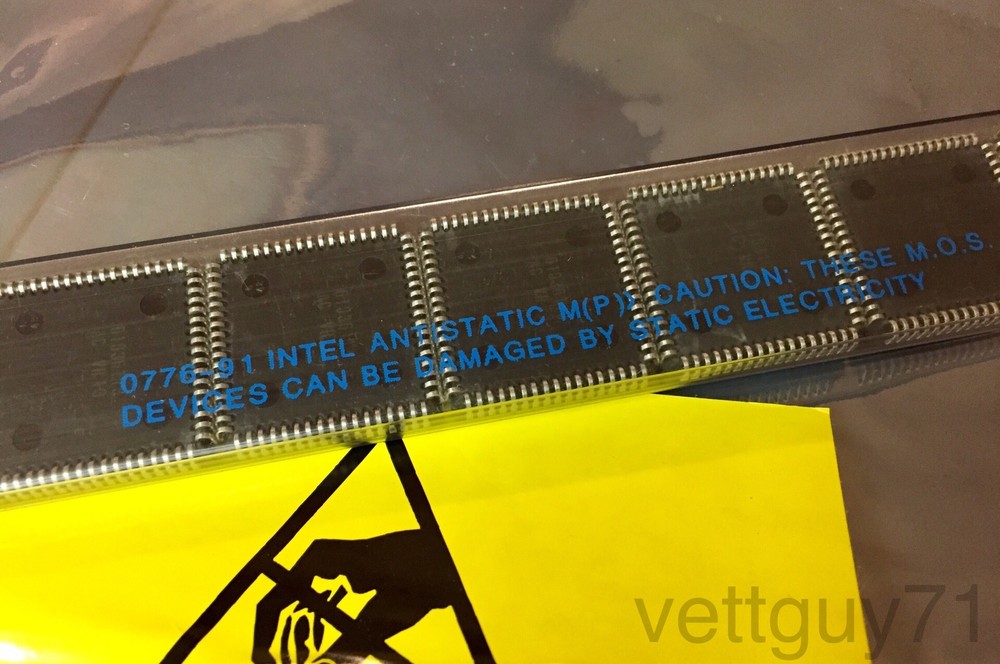 0776-91 INTEL ANTISTATIC M(P)» CAUTION: THESE M.O.S.
DEVICES CAN BE DAMAGED BY STATIC ELECTRICITY
vettguy71